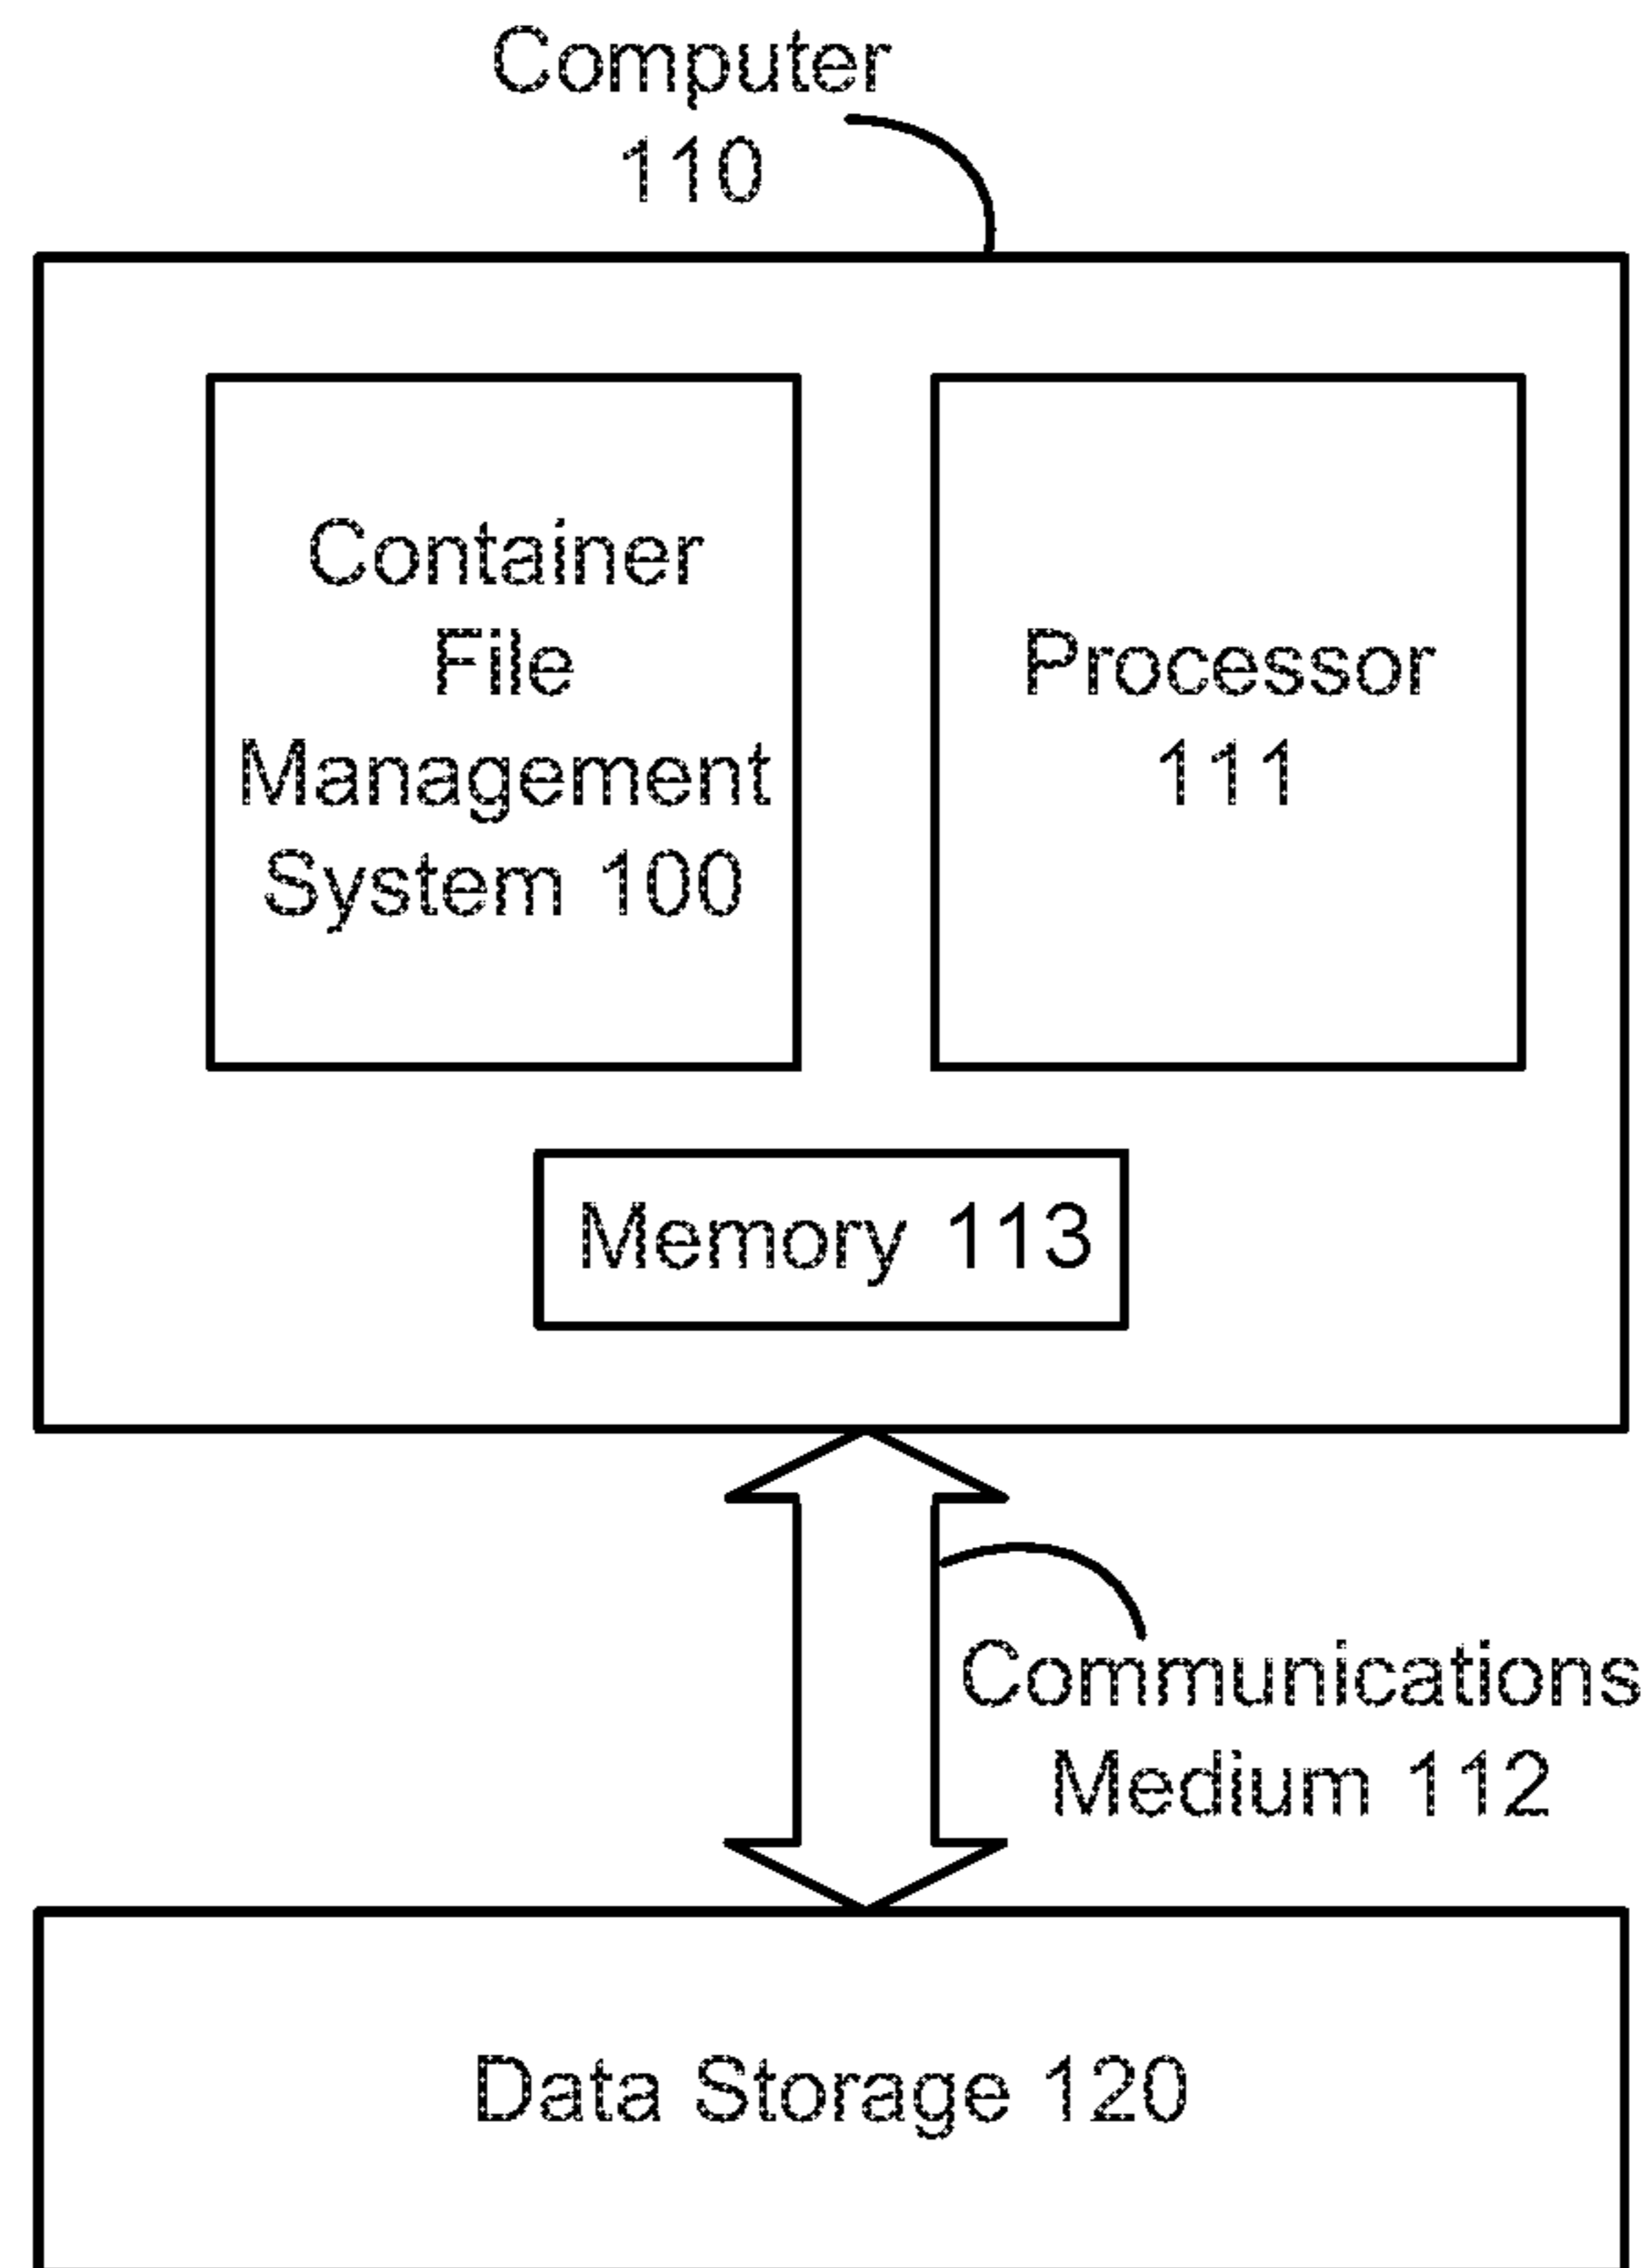 Computer
110
Container
File
Management
System 100
Processor
111
Memory 113
Communications
Medium 112
Data Storage 120